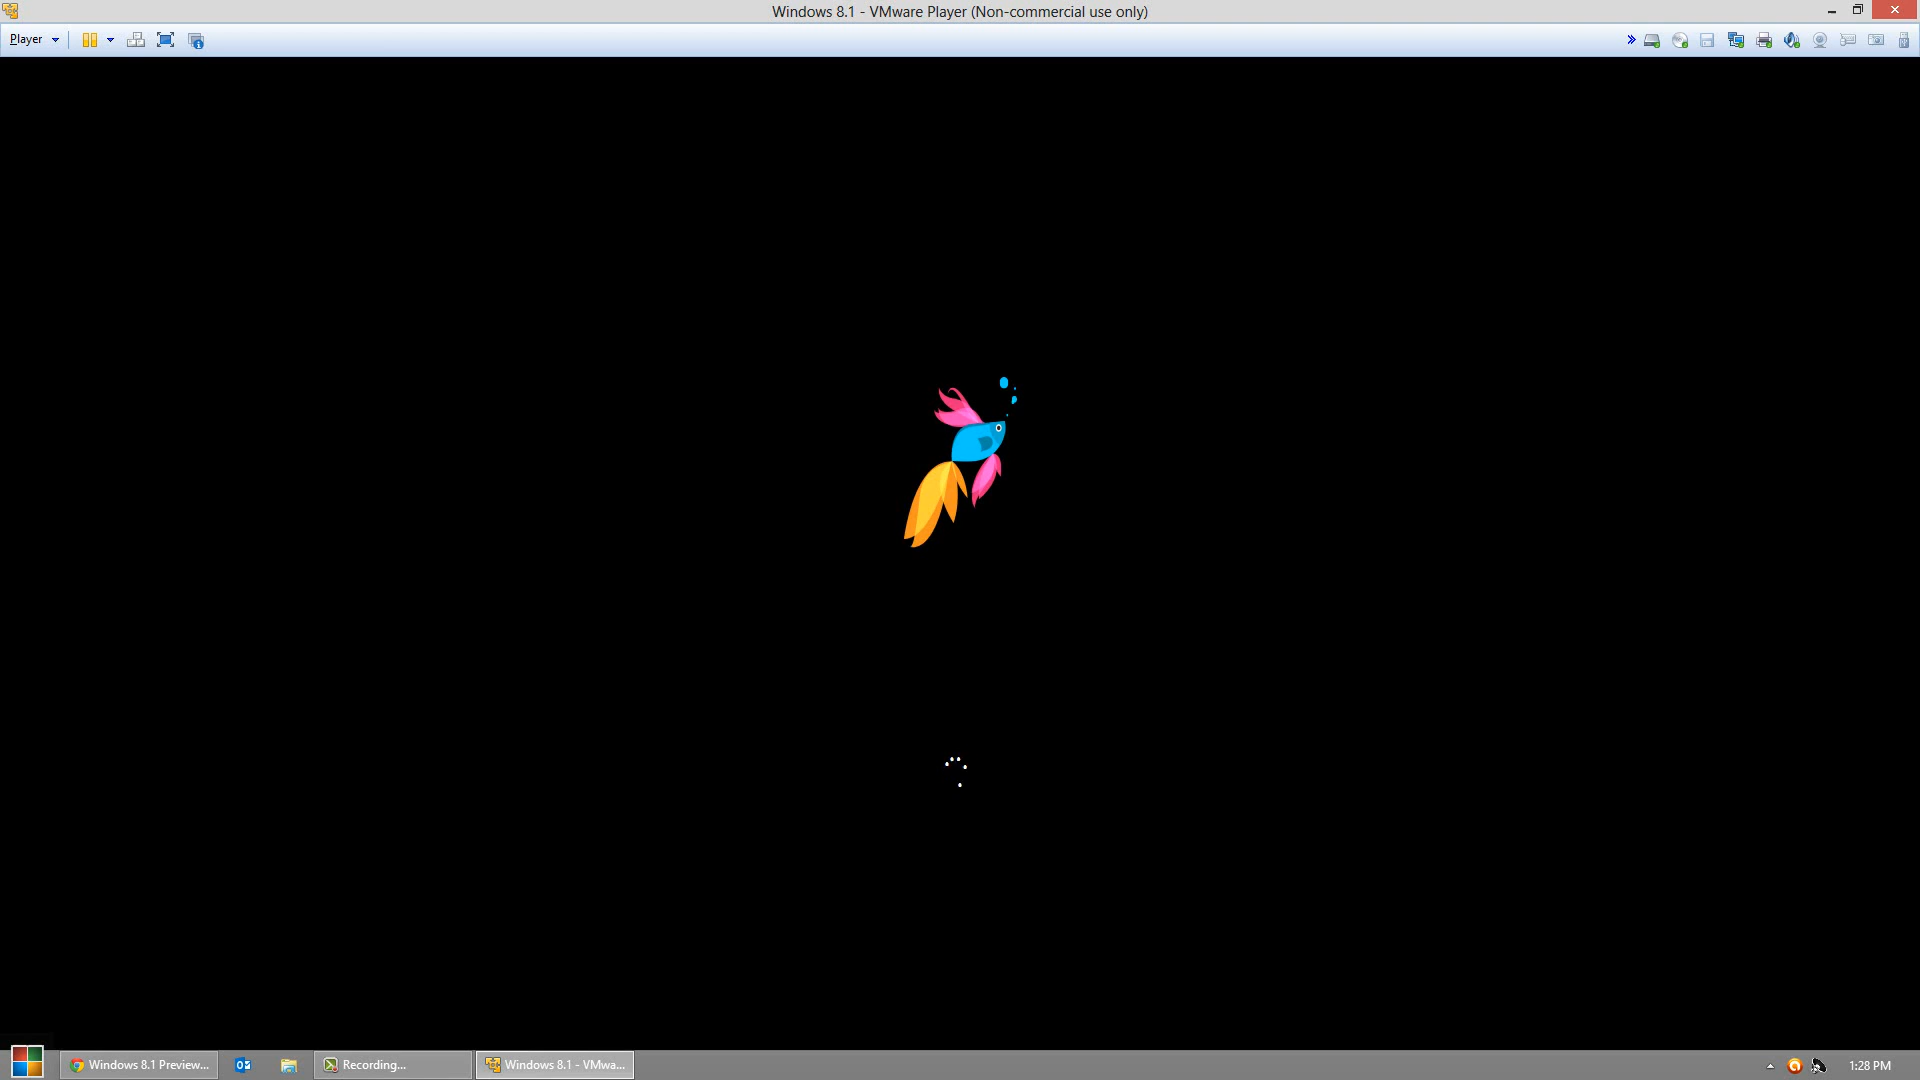 Windows 8.1 - VMware Player (Non-commercial use only)
Player
Windows 8.1 Preview...
Recording...
Windows 8.1 - VMwa...
1:28 PM